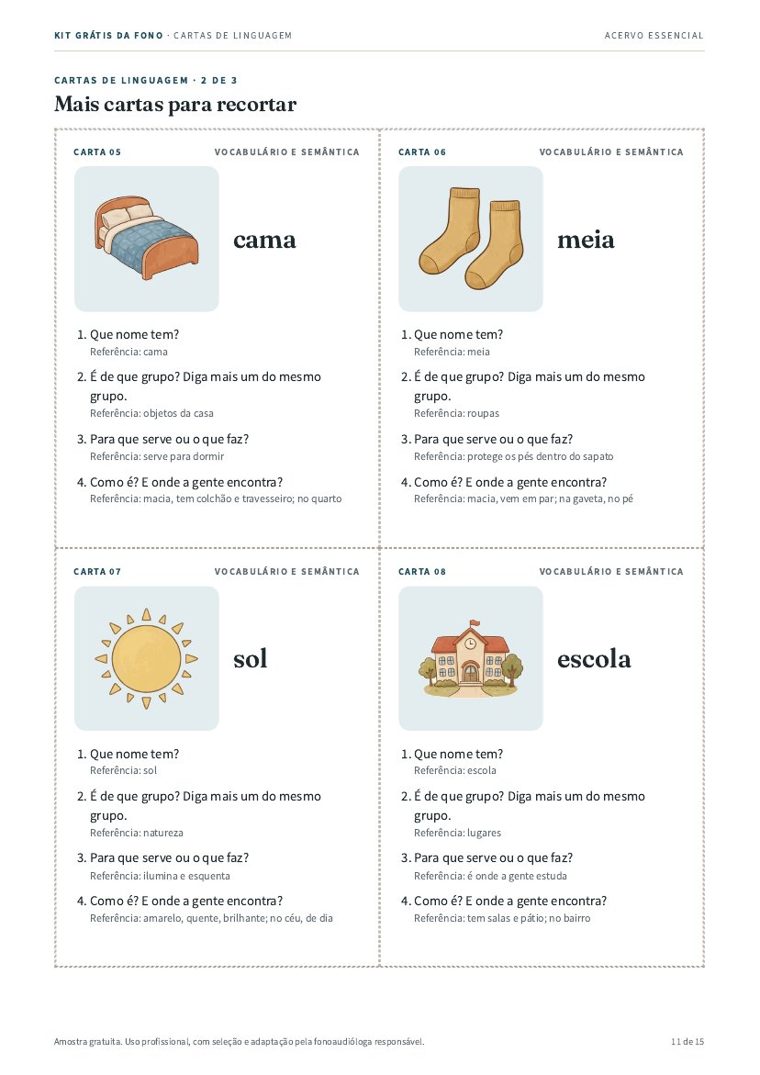 KIT GRÁTIS DA FONO · CARTAS DE LINGUAGEM
ACERVO ESSENCIAL
CARTAS DE LINGUAGEM · 2 DE 3
Mais cartas para recortar
CARTA 05
VOCABULÁRIO E SEMÂNTICA
cama
1. Que nome tem?
Referência: cama
2. É de que grupo? Diga mais um do mesmo
grupo.
Referência: objetos da casa
3. Para que serve ou o que faz?
Referência: serve para dormir
4. Como é? E onde a gente encontra?
Referência: macia, tem colchão e travesseiro; no quarto
CARTA 06
VOCABULÁRIO E SEMÂNTICA
meia
1. Que nome tem?
Referência: meia
2. É de que grupo? Diga mais um do mesmo
grupo.
Referência: roupas
3. Para que serve ou o que faz?
Referência: protege os pés dentro do sapato
4. Como é? E onde a gente encontra?
Referência: macia, vem em par; na gaveta, no pé
CARTA 07
VOCABULÁRIO E SEMÂNTICA
sol
1. Que nome tem?
Referência: sol
2. É de que grupo? Diga mais um do mesmo
grupo.
Referência: natureza
3. Para que serve ou o que faz?
Referência: ilumina e esquenta
4. Como é? E onde a gente encontra?
Referência: amarelo, quente, brilhante; no céu, de dia
CARTA 08
VOCABULÁRIO E SEMÂNTICA
escola
1. Que nome tem?
Referência: escola
2. É de que grupo? Diga mais um do mesmo
grupo.
Referência: lugares
3. Para que serve ou o que faz?
Referência: é onde a gente estuda
4. Como é? E onde a gente encontra?
Referência: tem salas e pátio; no bairro
Amostra gratuita. Uso profissional, com seleção e adaptação pela fonoaudióloga responsável.
11 de 15